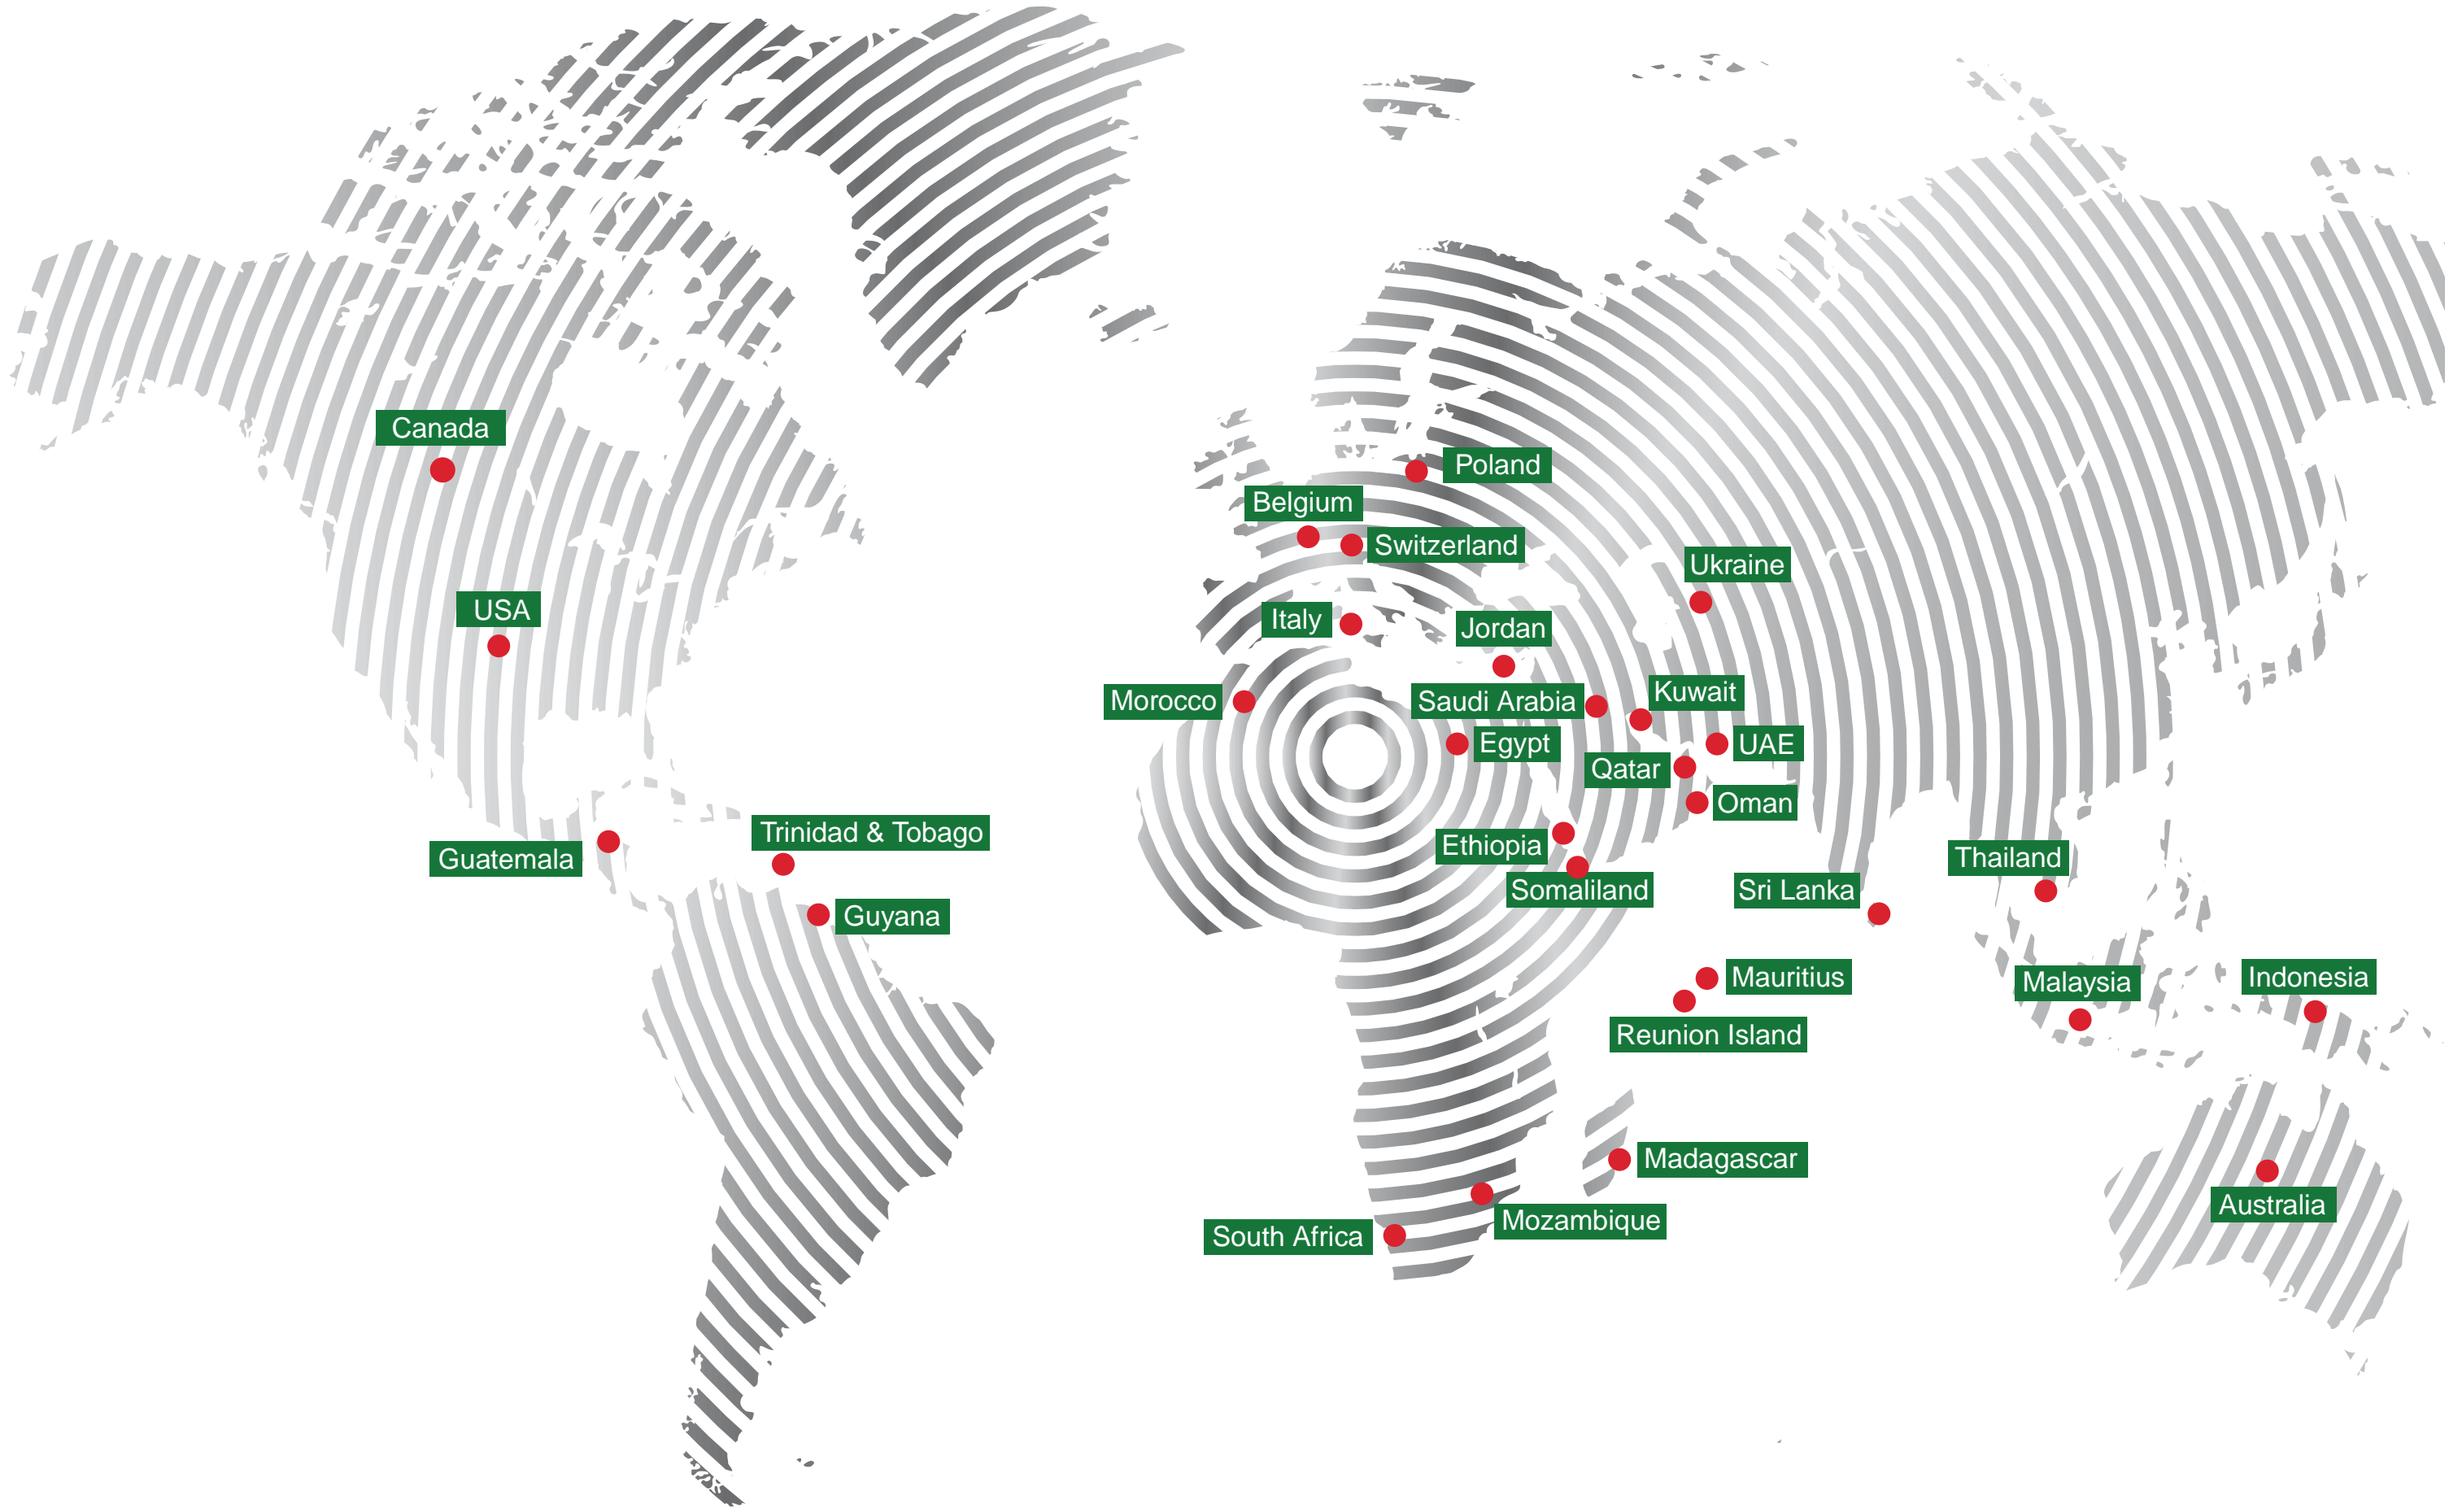 Canada
Poland
Belgium
Switzerland
Ukraine
USA
Italy
Jordan
Morocco
Saudi Arabia
Kuwait
Egypt
UAE
Qatar
Oman
Trinidad & Tobago
Guatemala
Ethiopia
Thailand
Somaliland
Sri Lanka
Guyana
Mauritius
Malaysia
Indonesia
Reunion Island
Madagascar
Australia
Mozambique
South Africa